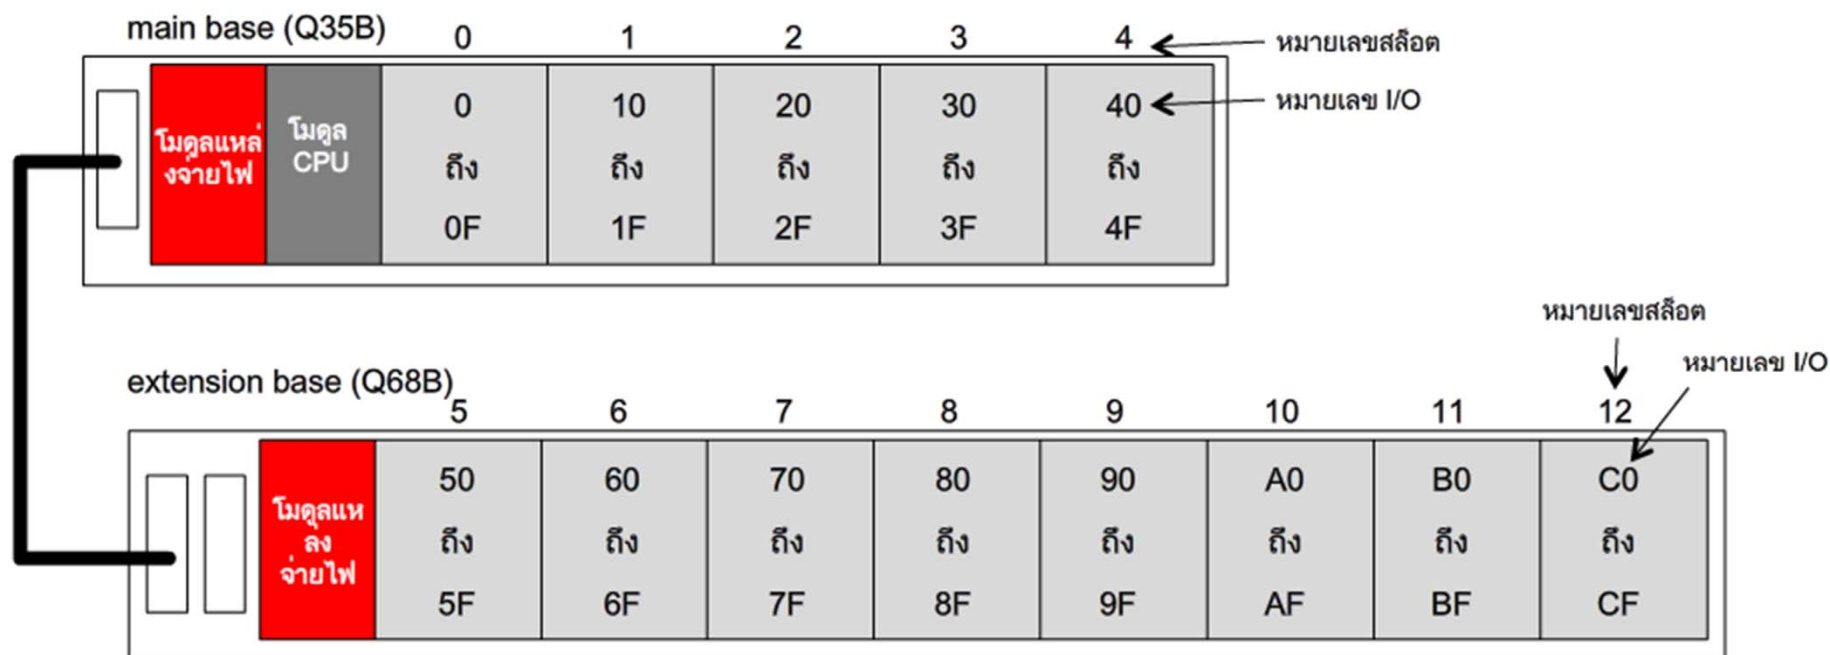 main base (Q35B)
0 1 2 3 4 หมายเลขสล็อต
0 10 20 30 40 หมายเลข I/O
โมดูลแหล่
งจ่ายไฟ
โมดูล
CPU
ถึง ถึง ถึง ถึง ถึง
0F 1F 2F 3F 4F
หมายเลขสล็อต
หมายเลข I/O
extension base (Q68B)
5 6 7 8 9 10 11 12
50 60 70 80 90 A0 B0 C0
โมดูลแห
ล่ง
จ่ายไฟ
ถึง ถึง ถึง ถึง ถึง ถึง ถึง ถึง
5F 6F 7F 8F 9F AF BF CF